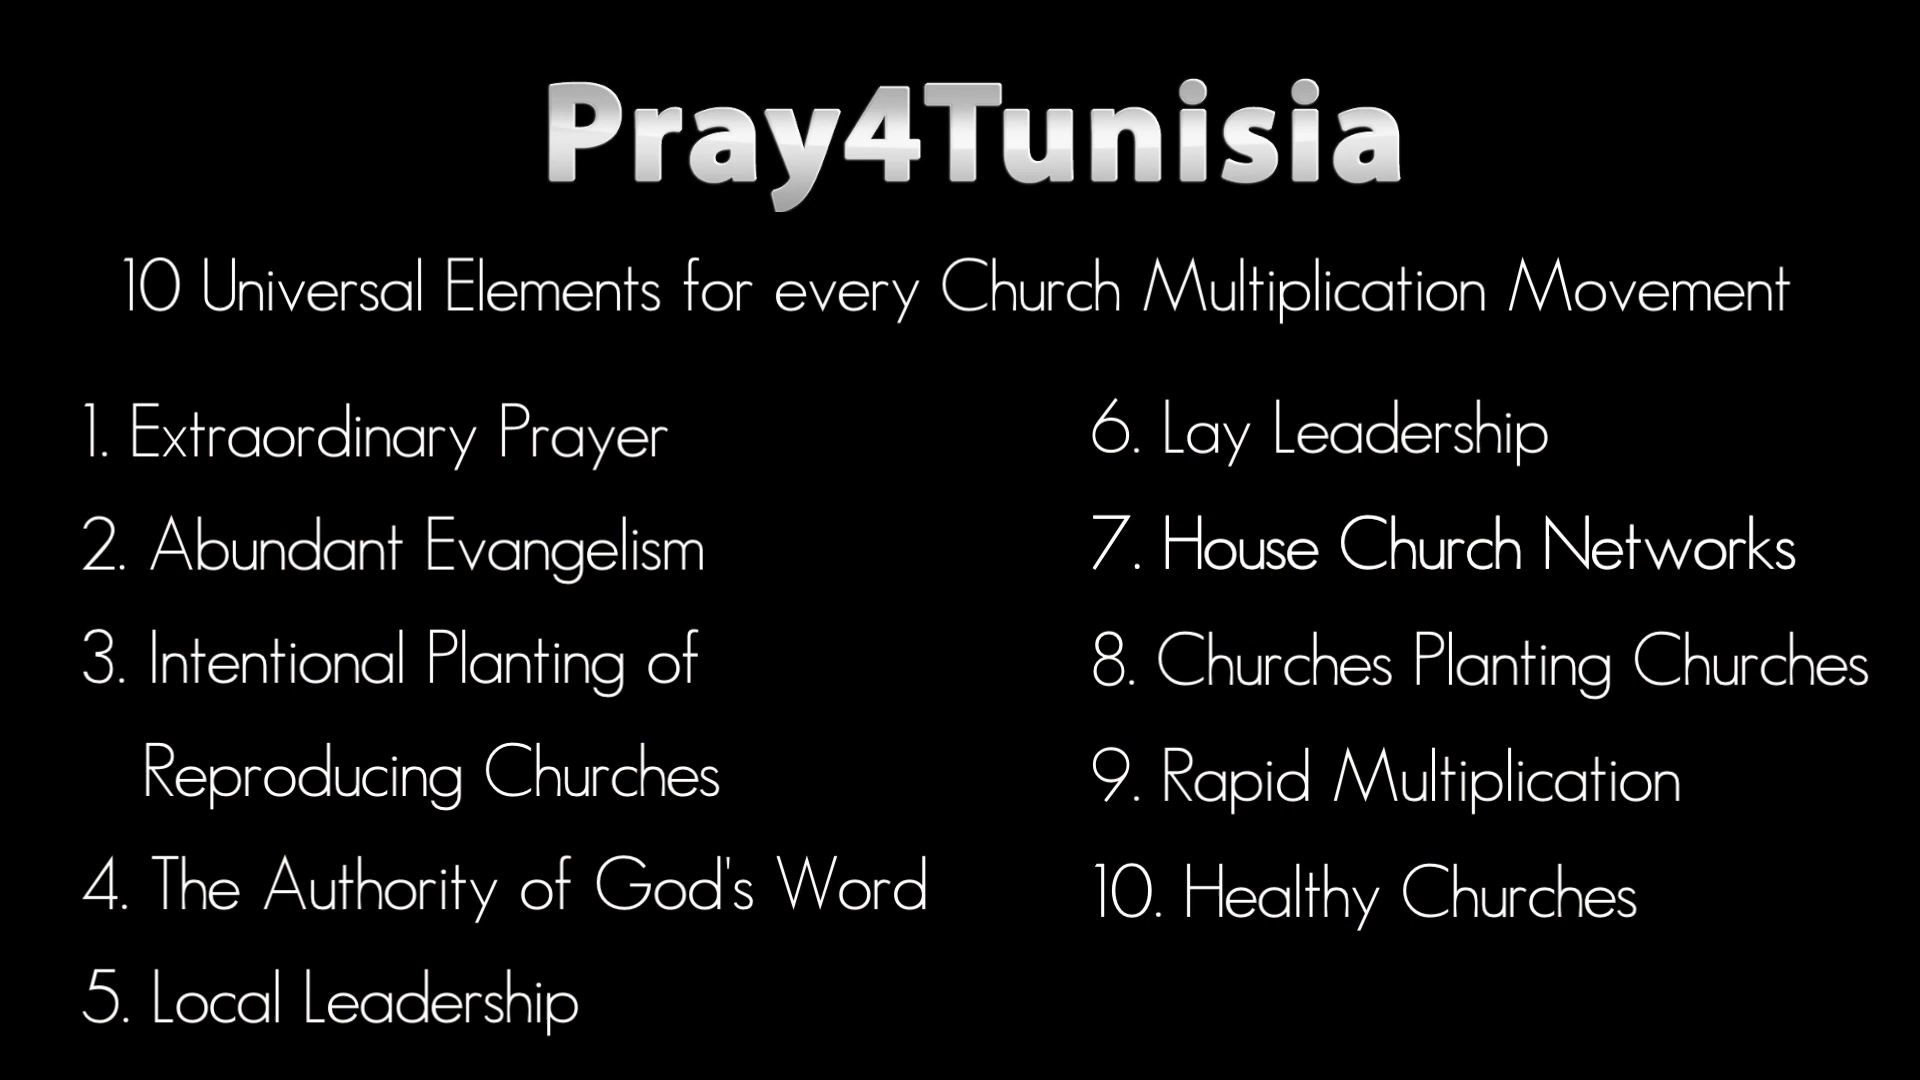 Pray4Tunisia
10 Universal Elements for every Church Multiplication Movement
1. Extraordinary Prayer
2. Abundant Evangelism
3. Intentional Planting of
Reproducing Churches
4. The Authority of God's Word
5. Local Leadership
6. Lay Leadership
7. House Church Networks
8. Churches Planting Churches
9. Rapid Multiplication
10. Healthy Churches